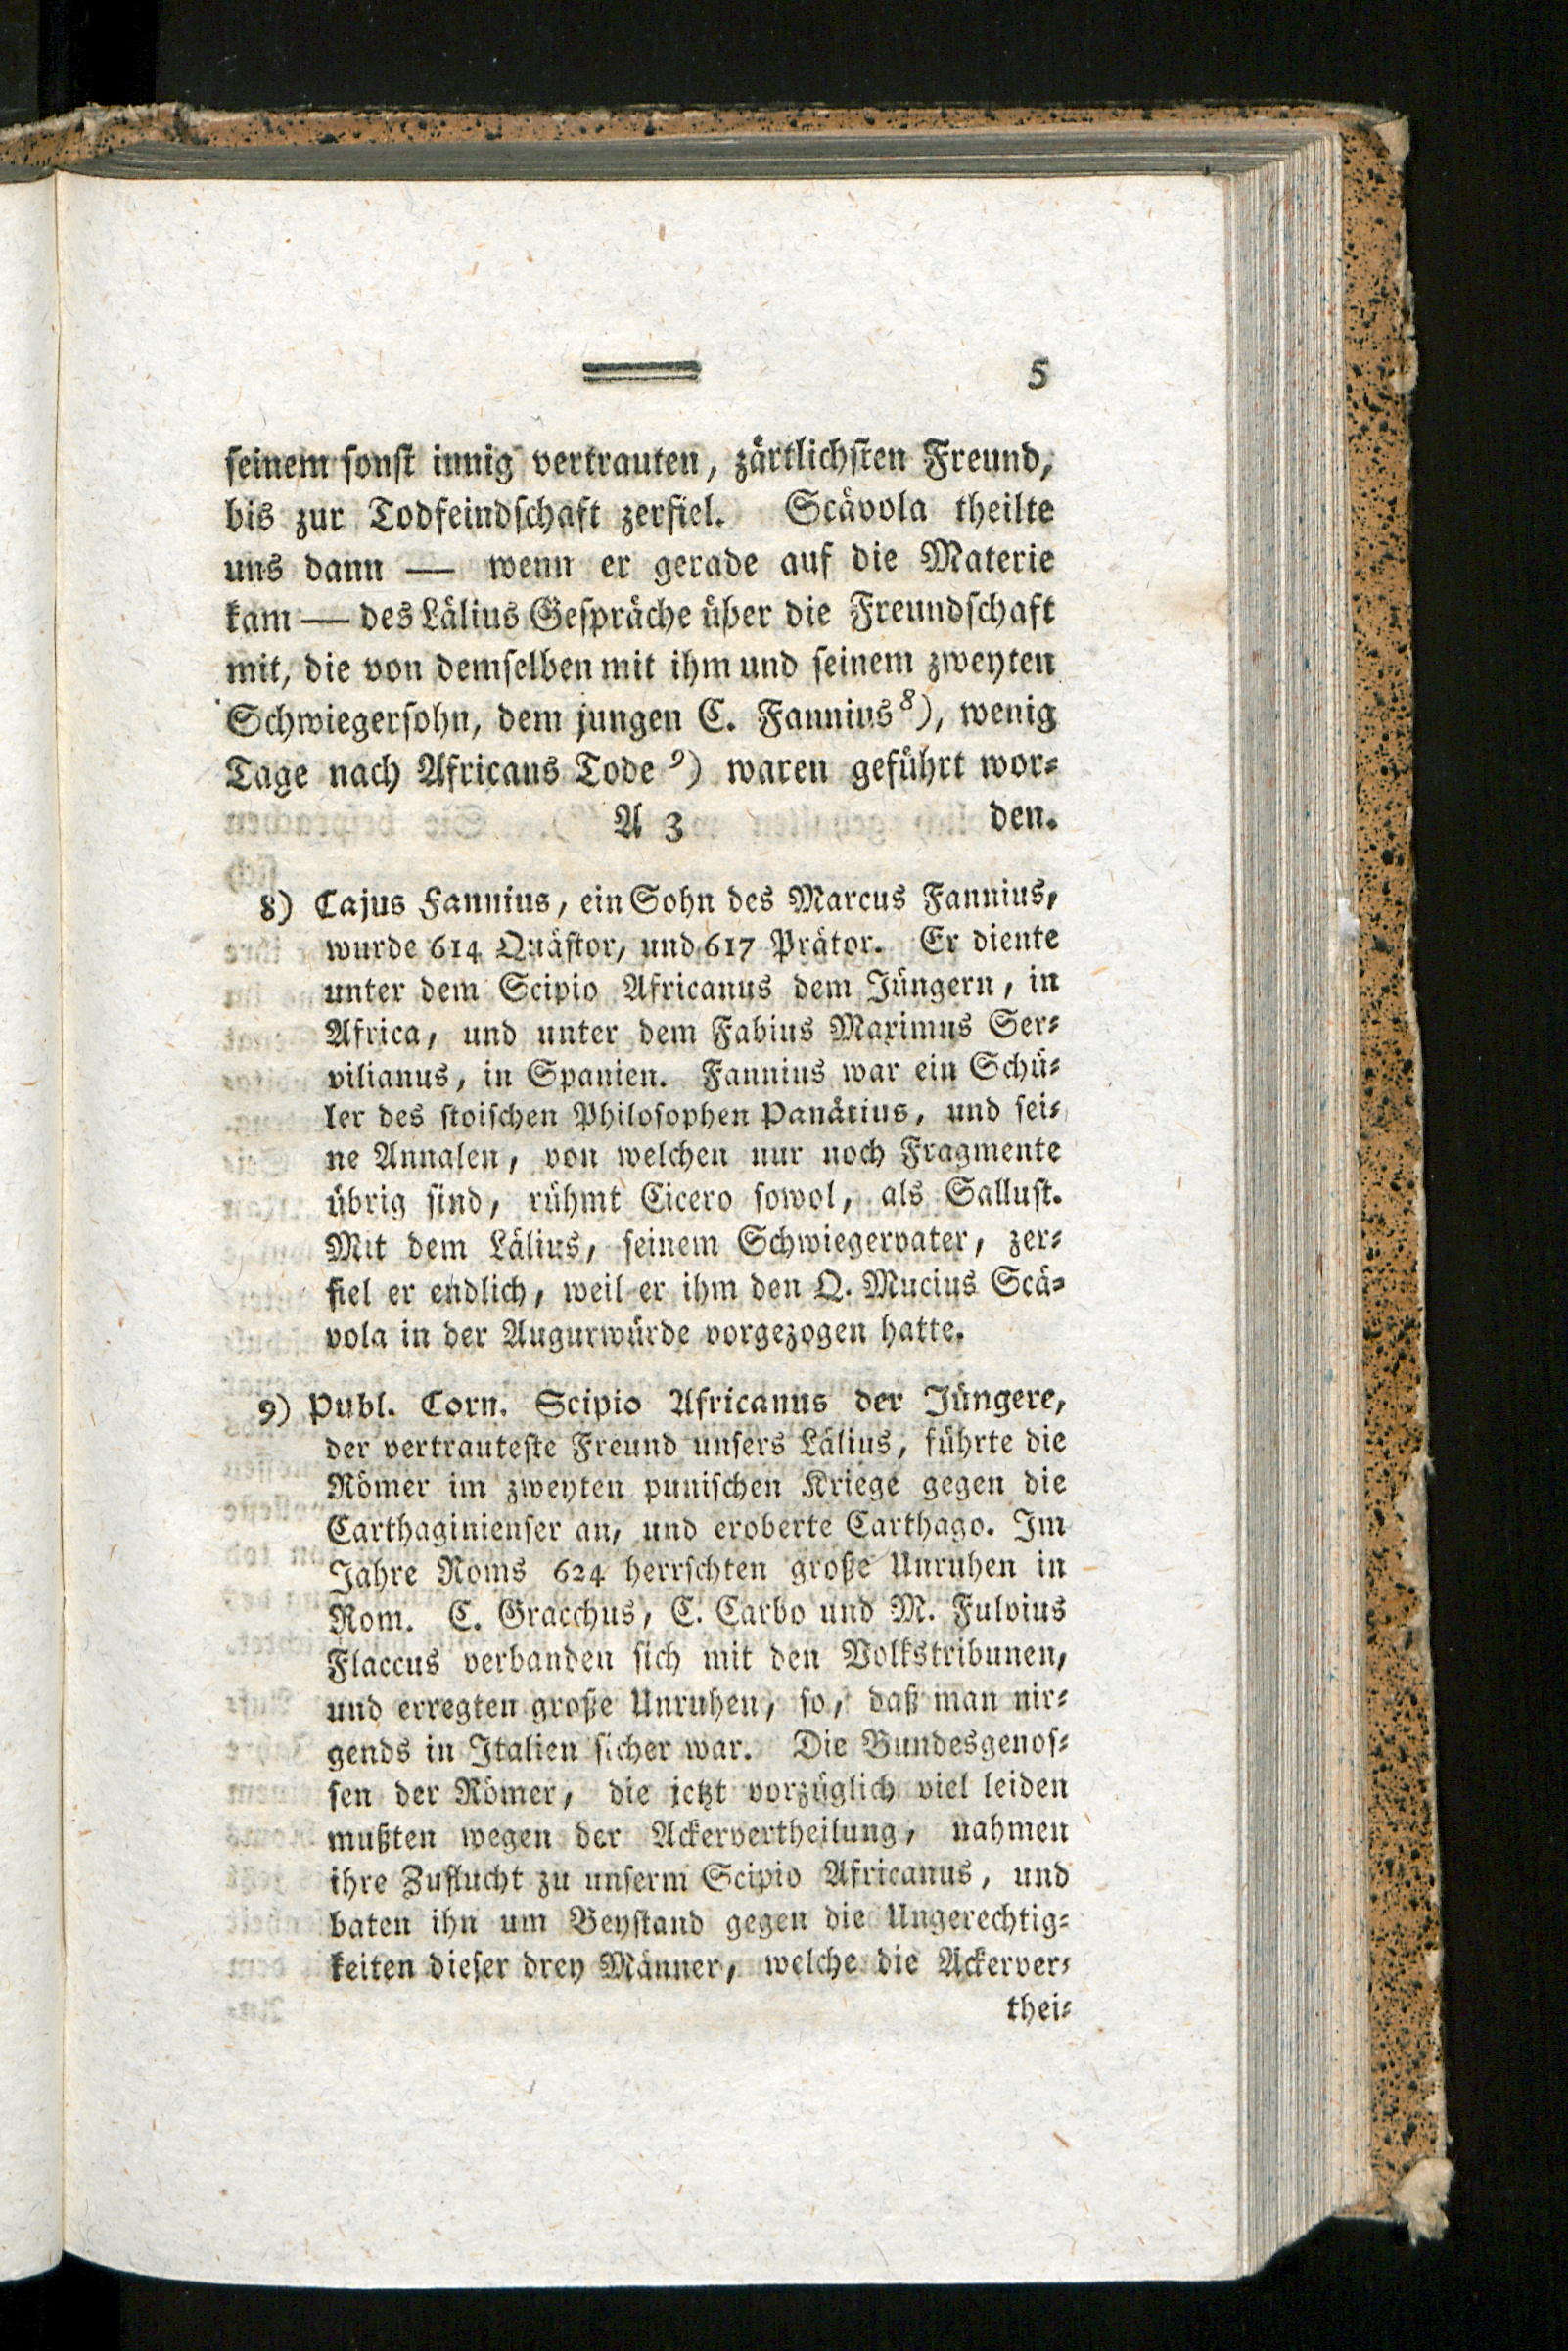 5
seinem sonst innig vertrauten, zärtlichsten Freund,
bis zur Todfeindschaft zerfiel. Scävola theilte
uns dann — wenn er gerade auf die Materie
kam — des Lälius Gespräche über die Freundschaft
mit, die von demselben mit ihm und seinem zweyten
Schwiegersohn, dem jungen C. Fannius 8), wenig
Tage nach Africans Tode 9) waren geführt wor-
A 3 den.
8) Cajus Fannius, ein Sohn des Marcus Fannius,
wurde 614 Quästor, und 617 Prätor. Er diente
unter dem Scipio Africanus dem Jüngern, in
Africa, und unter dem Fabius Maximus Ser-
vilianus, in Spanien. Fannius war ein Schü-
ler des stoischen Philosophen Panätius, und sei-
ne Annalen, von welchen nur noch Fragmente
übrig sind, rühmt Cicero sowol, als Sallust.
Mit dem Lälius, seinem Schwiegervater, zer-
fiel er endlich, weil er ihm den Q. Mucius Scä-
vola in der Augurwürde vorgezogen hatte.
9) Publ. Corn. Scipio Africanus der Jüngere,
der vertrauteste Freund unsers Lälius, führte die
Römer im zweyten punischen Kriege gegen die
Carthaginienser an, und eroberte Carthago. Im
Jahre Roms 624 herrschten große Unruhen in
Rom. C. Gracchus, C. Carbo und M. Fulvius
Flaccus verbanden sich mit den Volkstribunen,
und erregten große Unruhen, so, daß man nir-
gends in Italien sicher war. Die Bundesgenos-
sen der Römer, die jetzt vorzüglich viel leiden
mußten wegen der Ackervertheilung, nahmen
ihre Zuflucht zu unserm Scipio Africanus, und
baten ihn um Beystand gegen die Ungerechtig-
keiten dieser drey Männer, welche die Ackerver-
thei-